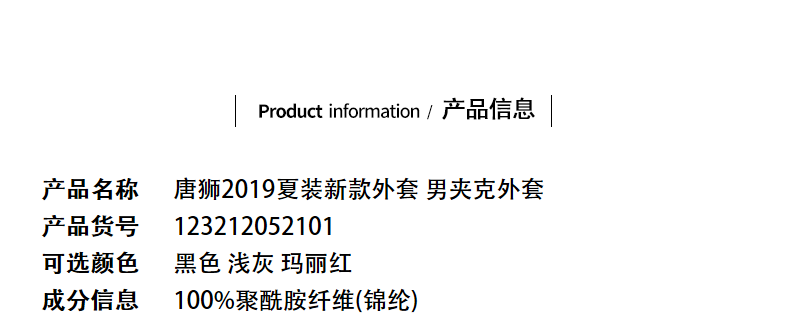 Product information / 产品信息
产品名称 唐狮2019夏装新款外套 男夹克外套
产品货号 123212052101
可选颜色 黑色 浅灰 玛丽红
成分信息 100%聚酰胺纤维(锦纶)